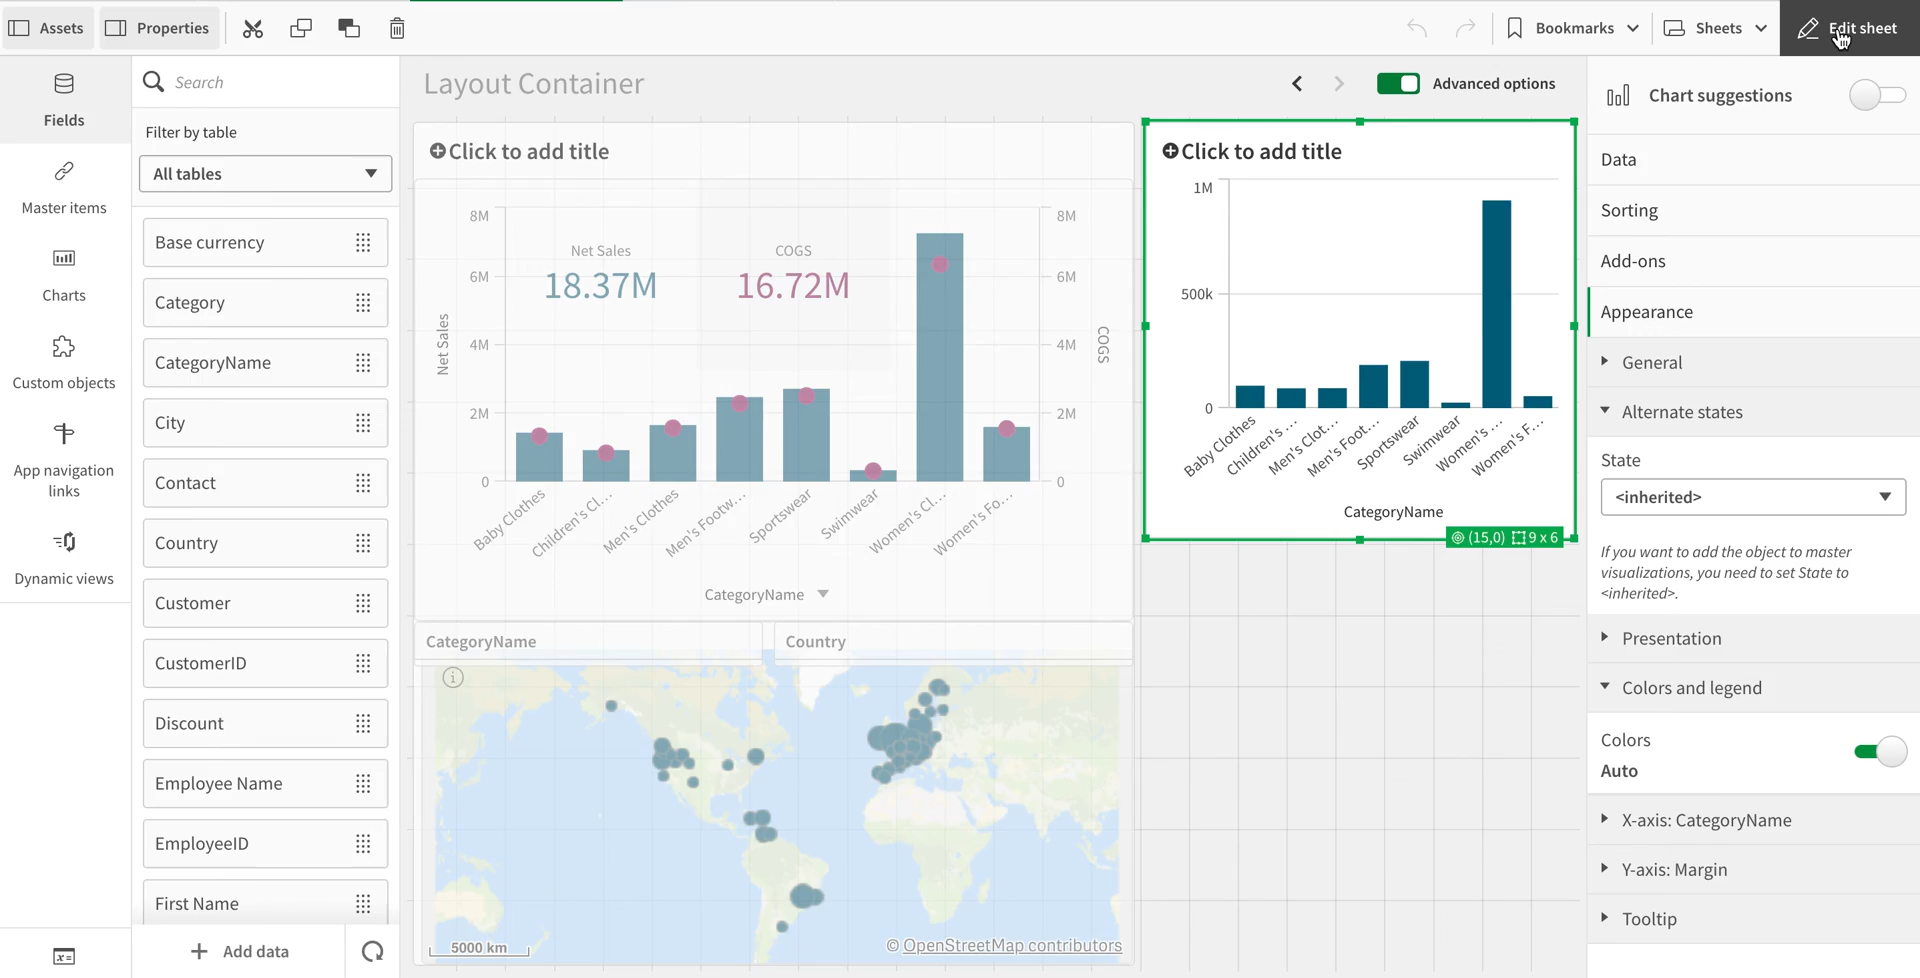 Assets
Properties
Bookmarks
Sheets
Edit sheet
Fields
Master items
Charts
Custom objects
App navigation
links
Dynamic views
Search
Filter by table
All tables
Base currency
Category
CategoryName
City
Contact
Country
Customer
CustomerID
Discount
Employee Name
EmployeeID
First Name
Add data
Layout Container
Advanced options
Click to add title
8M
6M
4M
2M
0
Net Sales
Net Sales
18.37M
COGS
16.72M
8M
6M
4M
2M
0
COGS
Baby Clothes
Children's Cl...
Men's Clothes
Men's Footw...
Sportswear
Swimwear
Women's Cl...
Women's Fo...
CategoryName
CategoryName
Country
5000 km
© OpenStreetMap contributors
Click to add title
1M
500k
0
Baby Clothes
Children's ...
Men's Clot...
Men's Foot...
Sportswear
Swimwear
Women's ...
Women's F...
CategoryName
(15,0) 9 x 6
Chart suggestions
Data
Sorting
Add-ons
Appearance
General
Alternate states
State
<inherited>
If you want to add the object to master
visualizations, you need to set State to
<inherited>.
Presentation
Colors and legend
Colors
Auto
X-axis: CategoryName
Y-axis: Margin
Tooltip